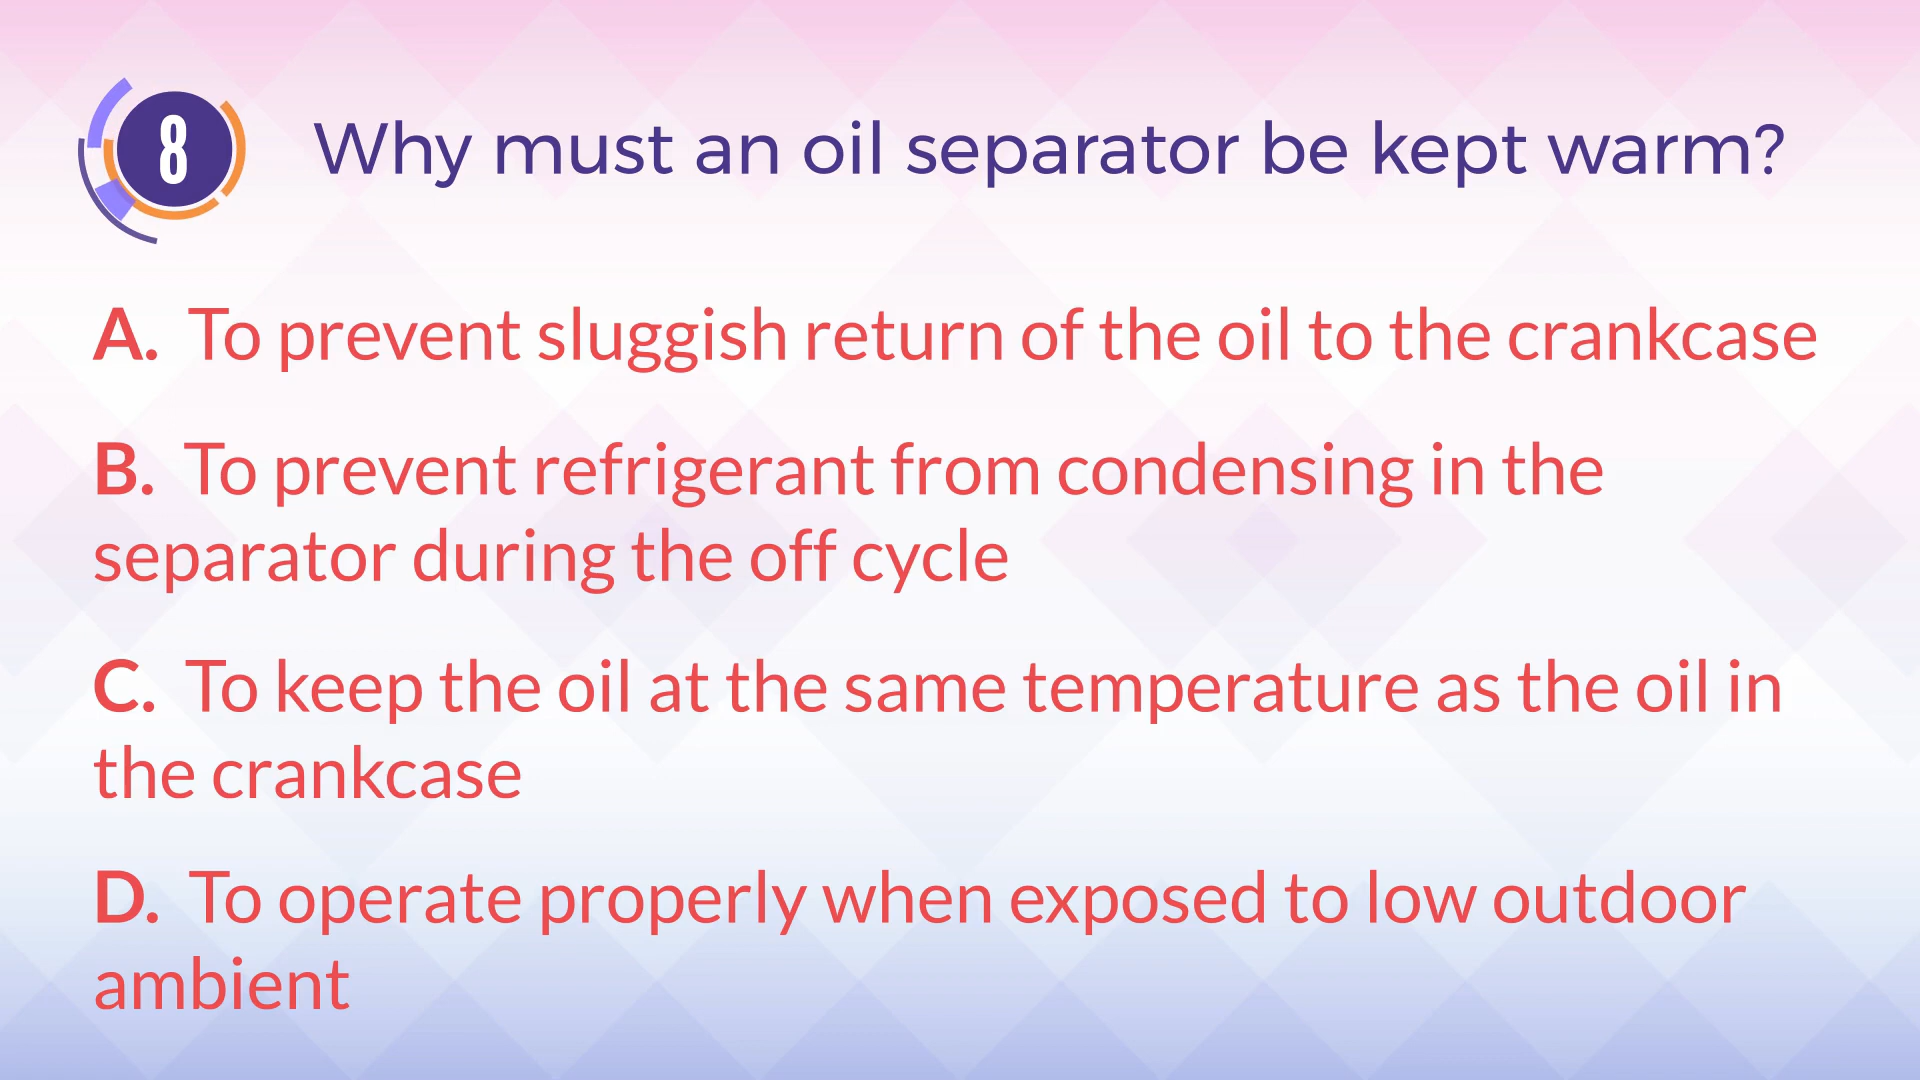 8
Why must an oil separator be kept warm?
A. To prevent sluggish return of the oil to the crankcase
B. To prevent refrigerant from condensing in the
separator during the off cycle
C. To keep the oil at the same temperature as the oil in
the crankcase
D. To operate properly when exposed to low outdoor
ambient